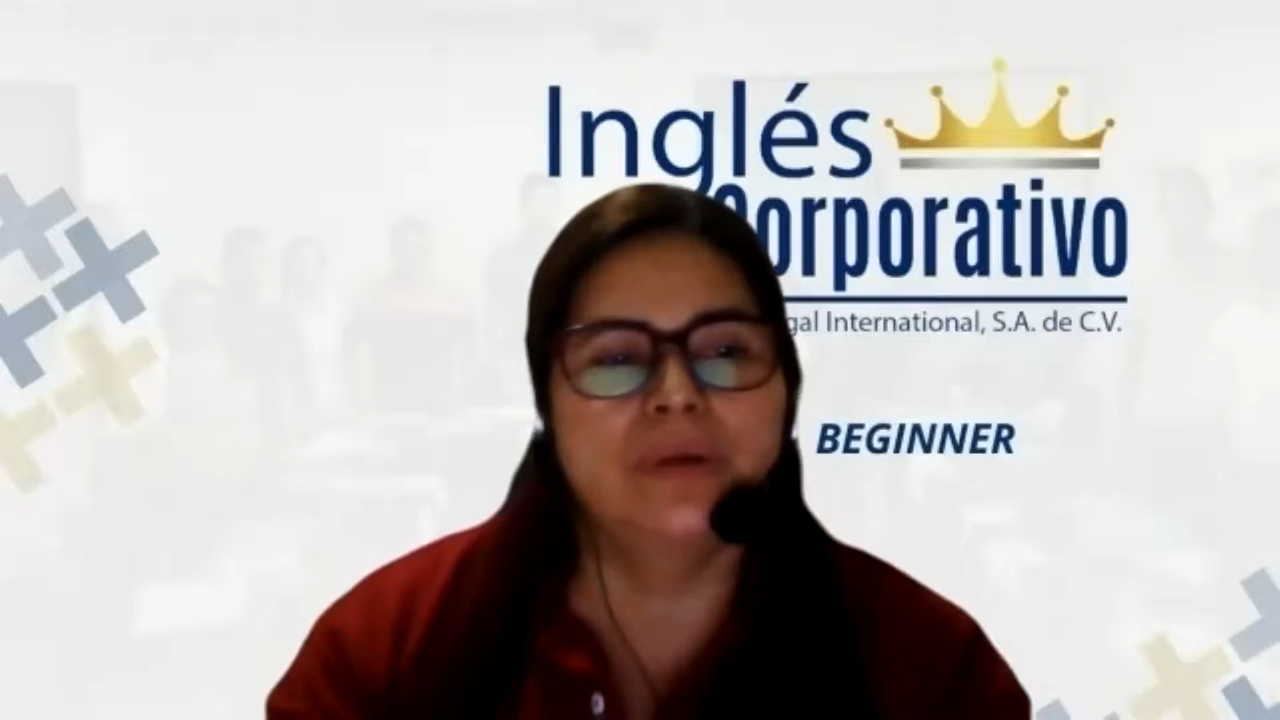 Inglés
Corporativo
International, S.A. de C.V.
BEGINNER